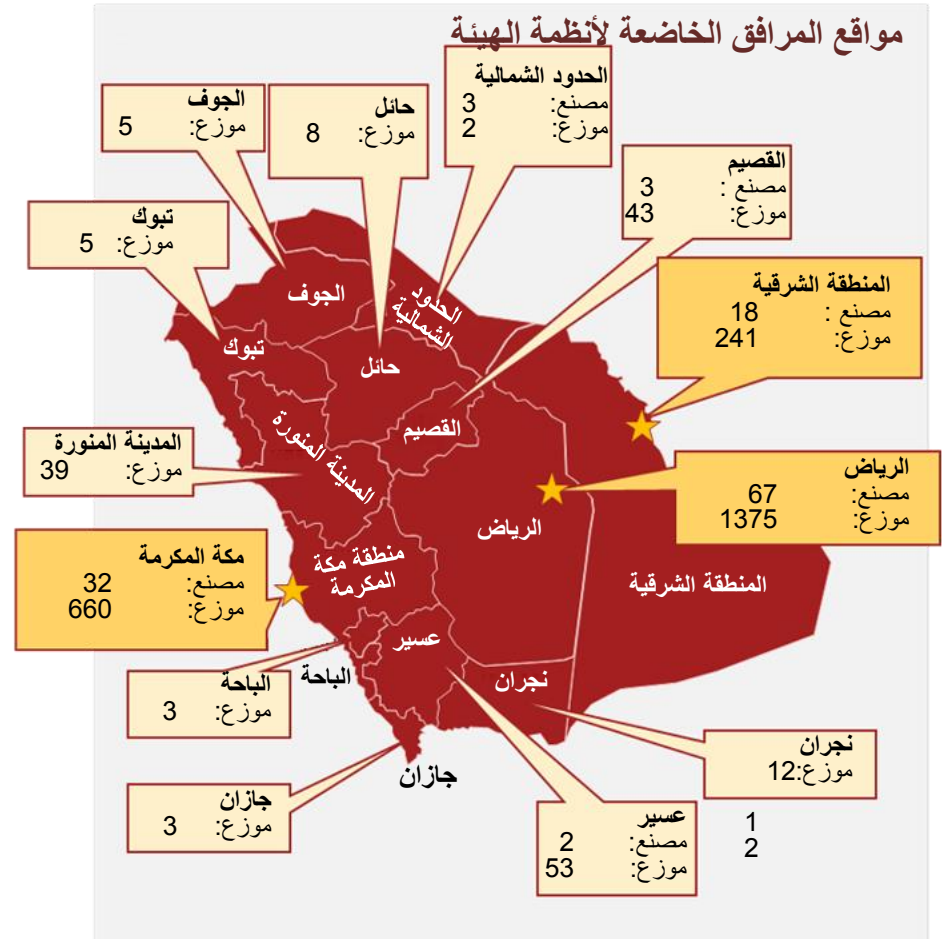 مواقع المرافق الخاضعة لأنظمة الهيئة
الحدود الشمالية
مصنع: 3
موزع: 2
حائل
موزع: 8
الجوف
موزع: 5
القصيم
مصنع : 3
موزع: 43
تبوك
موزع: 5
المنطقة الشرقية
مصنع : 18
موزع: 241
الجوف
الحدود
الشمالية
تبوك
حائل
القصيم
المدينة المنورة
المدينة المنورة
موزع: 39
الرياض
مصنع: 67
موزع: 1375
الرياض
مكة المكرمة
مصنع: 32
موزع: 660
منطقة مكة
المكرمة
المنطقة الشرقية
عسير
الباحة
نجران
الباحة
موزع: 3
نجران
موزع:12
جازان
جازان
موزع: 3
عسير
مصنع: 2
موزع: 53
1
2